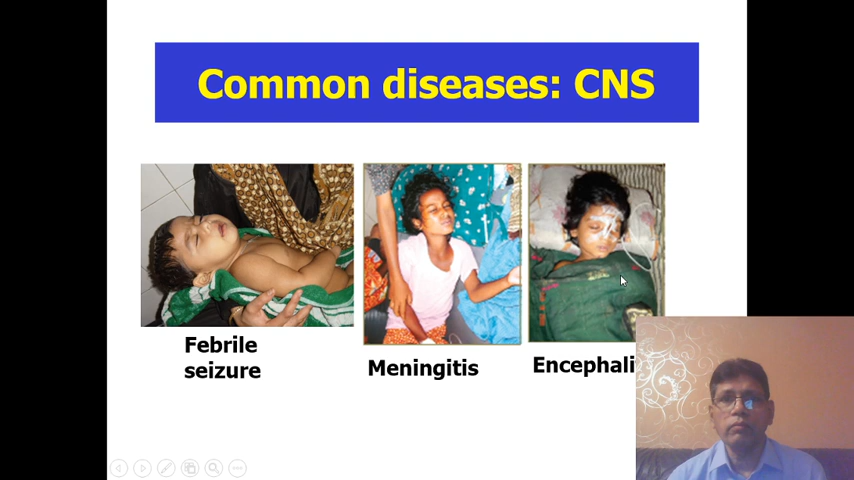 Common diseases: CNS
Febrile
seizure
Meningitis
Encephali